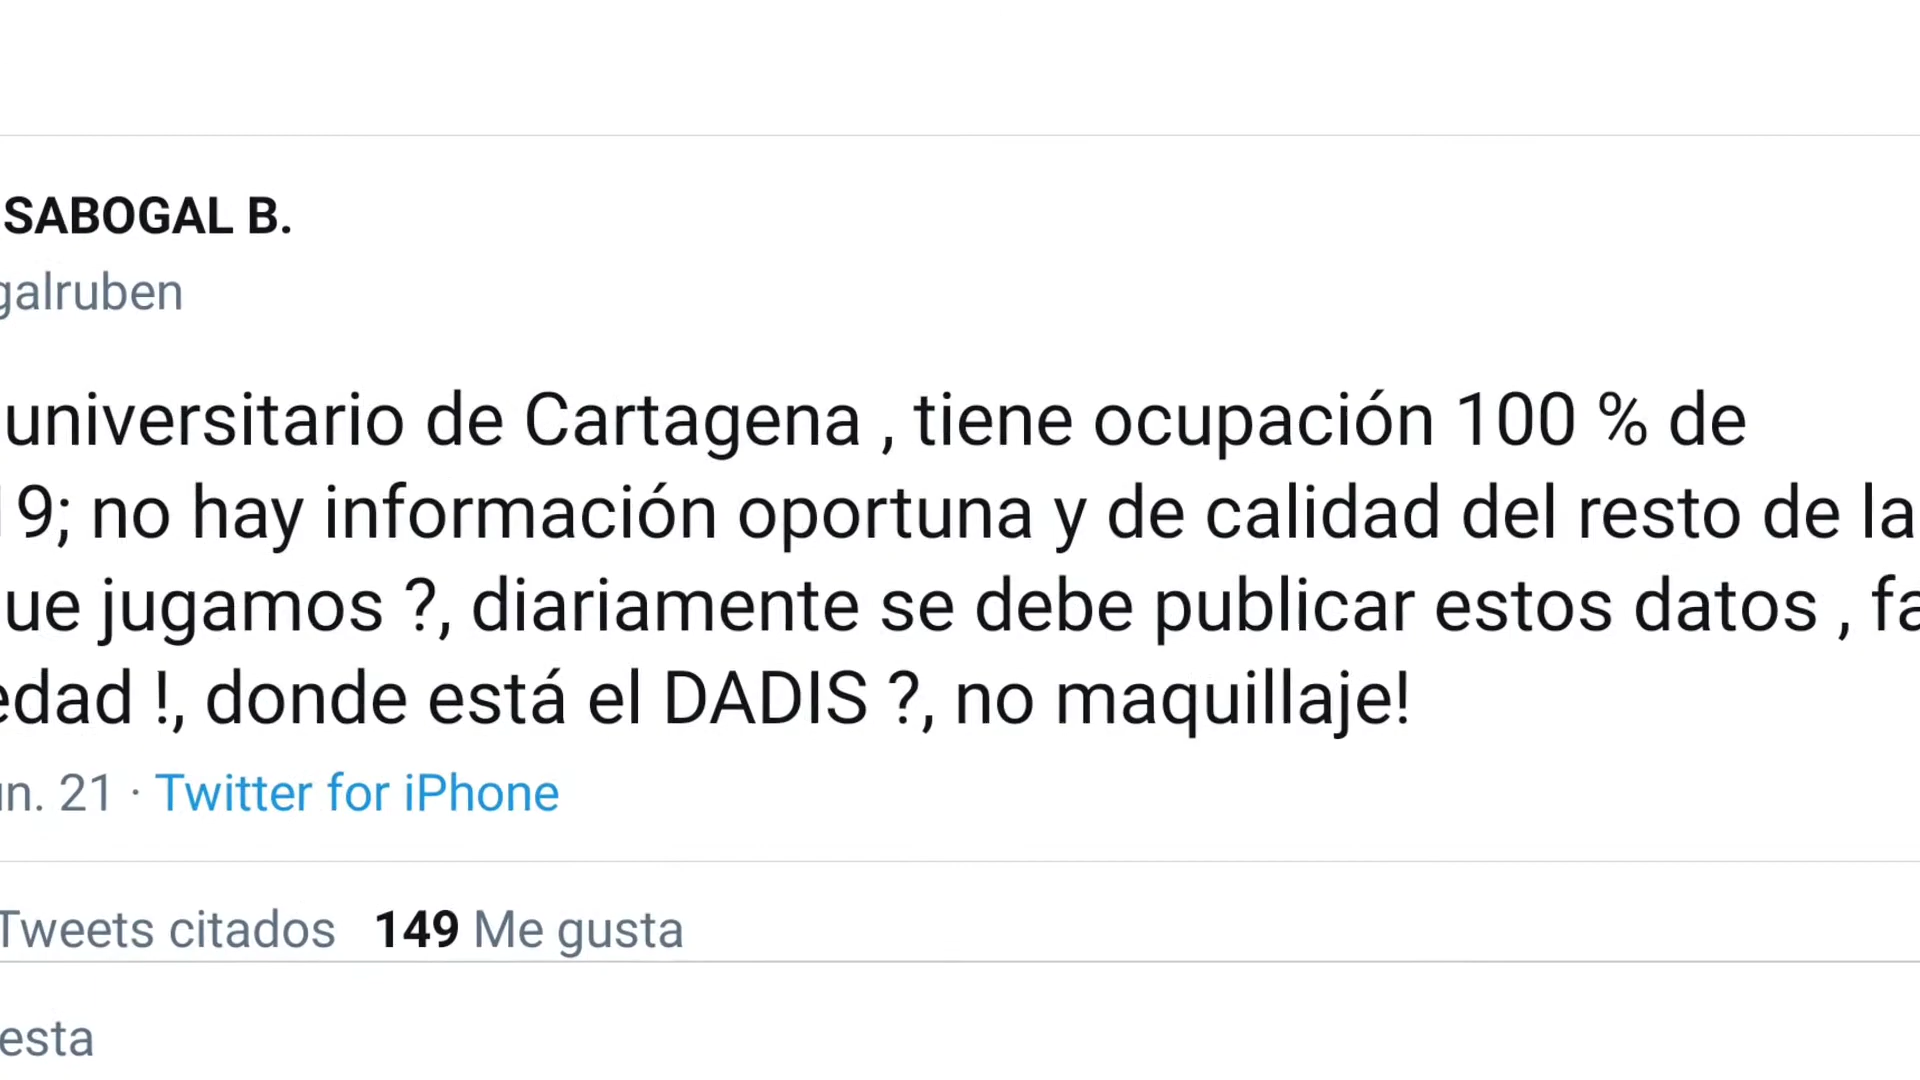 SABOGAL B.
galruben
universitario de Cartagena , tiene ocupación 100 % de
19; no hay información oportuna y de calidad del resto de la
ue jugamos ?, diariamente se debe publicar estos datos , fa
edad !, donde está el DADIS ?, no maquillaje!
un. 21 · Twitter for iPhone
Tweets citados 149 Me gusta
esta